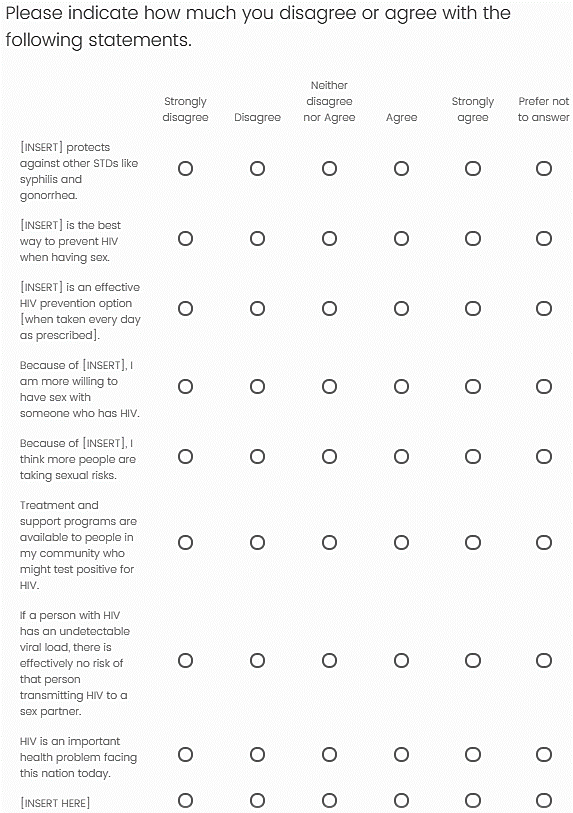 Please indicate how much you disagree or agree with the
following statements.
Strongly
disagree
Disagree
Neither
disagree
nor Agree
Agree
Strongly
agree
Prefer not
to answer
[INSERT] protects
against other STDs like
syphilis and
gonorrhea.
[INSERT] is the best
way to prevent HIV
when having sex.
[INSERT] is an effective
HIV prevention option
[when taken every day
as prescribed].
Because of [INSERT], I
am more willing to
have sex with
someone who has HIV.
Because of [INSERT], I
think more people are
taking sexual risks.
Treatment and
support programs are
available to people in
my community who
might test positive for
HIV.
If a person with HIV
has an undetectable
viral load, there is
effectively no risk of
that person
transmitting HIV to a
sex partner.
HIV is an important
health problem facing
this nation today.
[INSERT HERE]